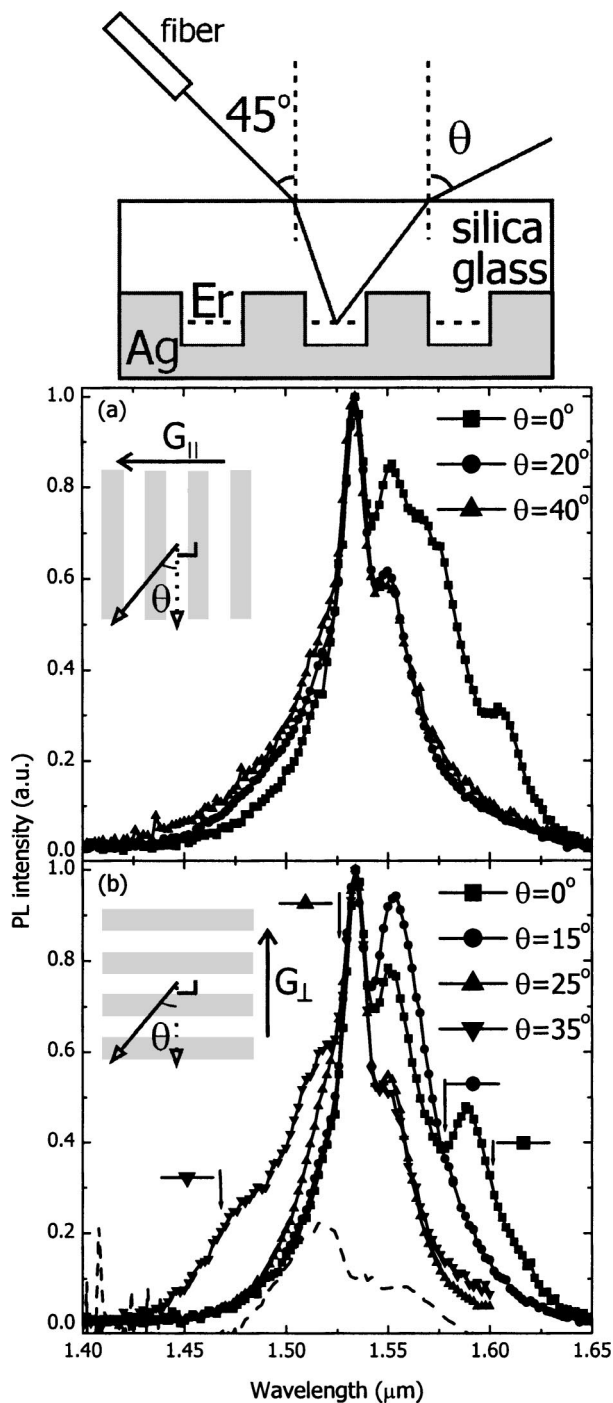 fiber
45°
θ
silica
glass
Er
Ag
(a)
G||
θ
θ=0°
θ=20°
θ=40°
1.0
0.8
0.6
0.4
0.2
0.0
PL intensity (a.u.)
(b)
G⊥
θ
θ=0°
θ=15°
θ=25°
θ=35°
1.0
0.8
0.6
0.4
0.2
0.0
1.40 1.45 1.50 1.55 1.60 1.65
Wavelength (μm)